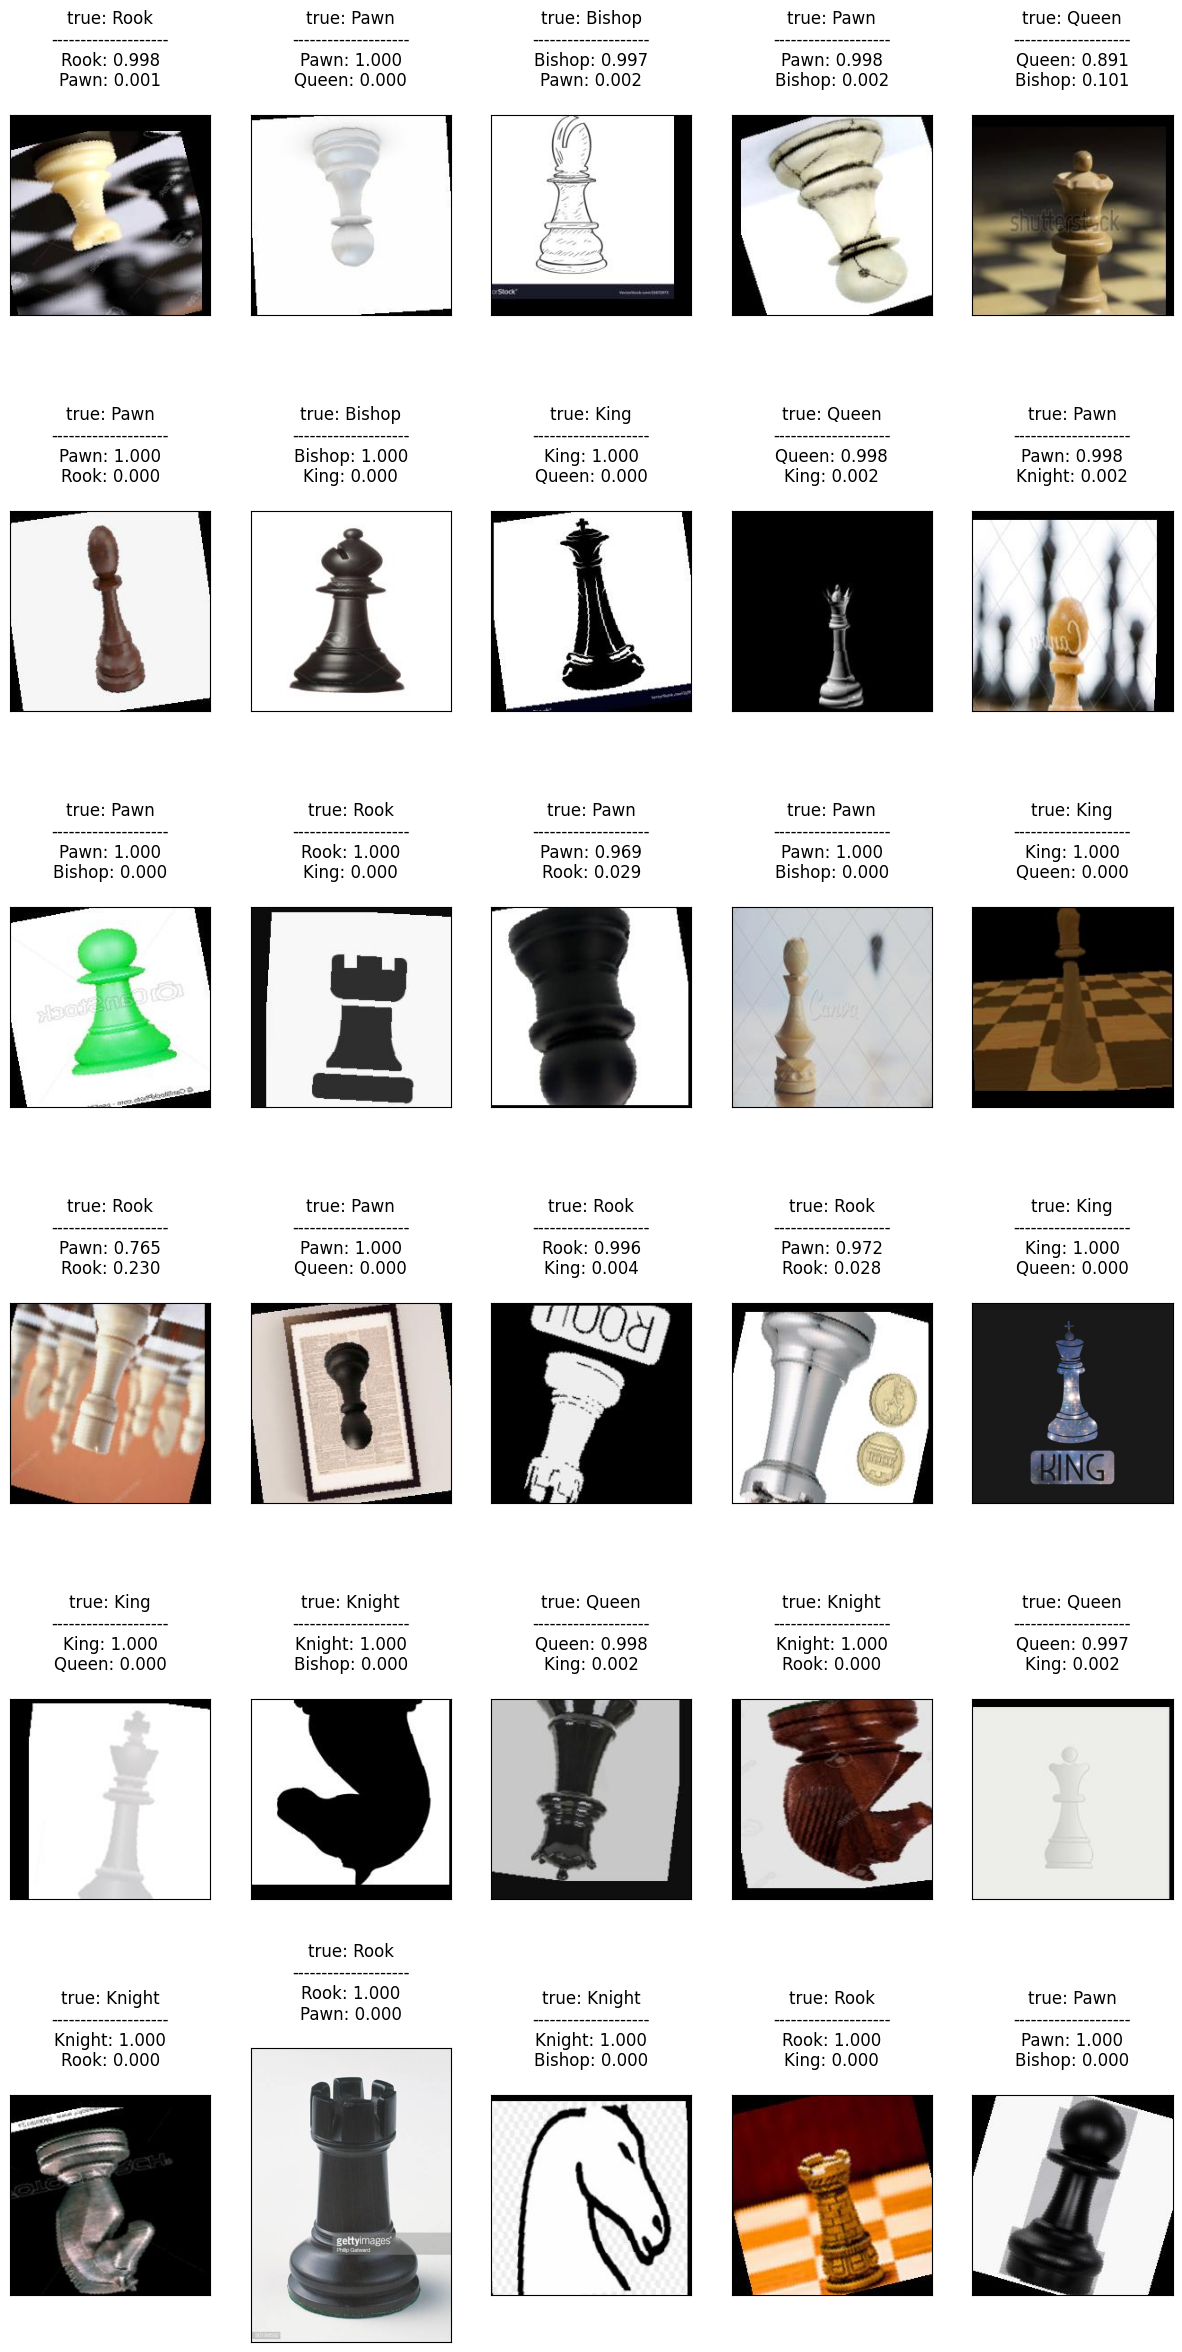 true: Rook
--------------------
Rook: 0.998
Pawn: 0.001
true: Pawn
--------------------
Pawn: 1.000
Queen: 0.000
true: Bishop
--------------------
Bishop: 0.997
Pawn: 0.002
true: Pawn
--------------------
Pawn: 0.998
Bishop: 0.002
true: Queen
--------------------
Queen: 0.891
Bishop: 0.101
VectorStock.com
shutterstock
true: Pawn
--------------------
Pawn: 1.000
Rook: 0.000
true: Bishop
--------------------
Bishop: 1.000
King: 0.000
true: King
--------------------
King: 1.000
Queen: 0.000
true: Queen
--------------------
Queen: 0.998
King: 0.002
true: Pawn
--------------------
Pawn: 0.998
Knight: 0.002
true: Pawn
--------------------
Pawn: 1.000
Bishop: 0.000
true: Rook
--------------------
Rook: 1.000
King: 0.000
true: Pawn
--------------------
Pawn: 0.969
Rook: 0.029
true: Pawn
--------------------
Pawn: 1.000
Bishop: 0.000
true: King
--------------------
King: 1.000
Queen: 0.000
CanStock
Canva
true: Rook
--------------------
Pawn: 0.765
Rook: 0.230
true: Pawn
--------------------
Pawn: 1.000
Queen: 0.000
true: Rook
--------------------
Rook: 0.996
King: 0.004
true: Rook
--------------------
Pawn: 0.972
Rook: 0.028
true: King
--------------------
King: 1.000
Queen: 0.000
ROOK
KING
true: King
--------------------
King: 1.000
Queen: 0.000
true: Knight
--------------------
Knight: 1.000
Bishop: 0.000
true: Queen
--------------------
Queen: 0.998
King: 0.002
true: Knight
--------------------
Knight: 1.000
Rook: 0.000
true: Queen
--------------------
Queen: 0.997
King: 0.002
true: Knight
--------------------
Knight: 1.000
Rook: 0.000
true: Rook
--------------------
Rook: 1.000
Pawn: 0.000
true: Knight
--------------------
Knight: 1.000
Bishop: 0.000
true: Rook
--------------------
Rook: 1.000
King: 0.000
true: Pawn
--------------------
Pawn: 1.000
Bishop: 0.000
gettyimages
Philip Gatward